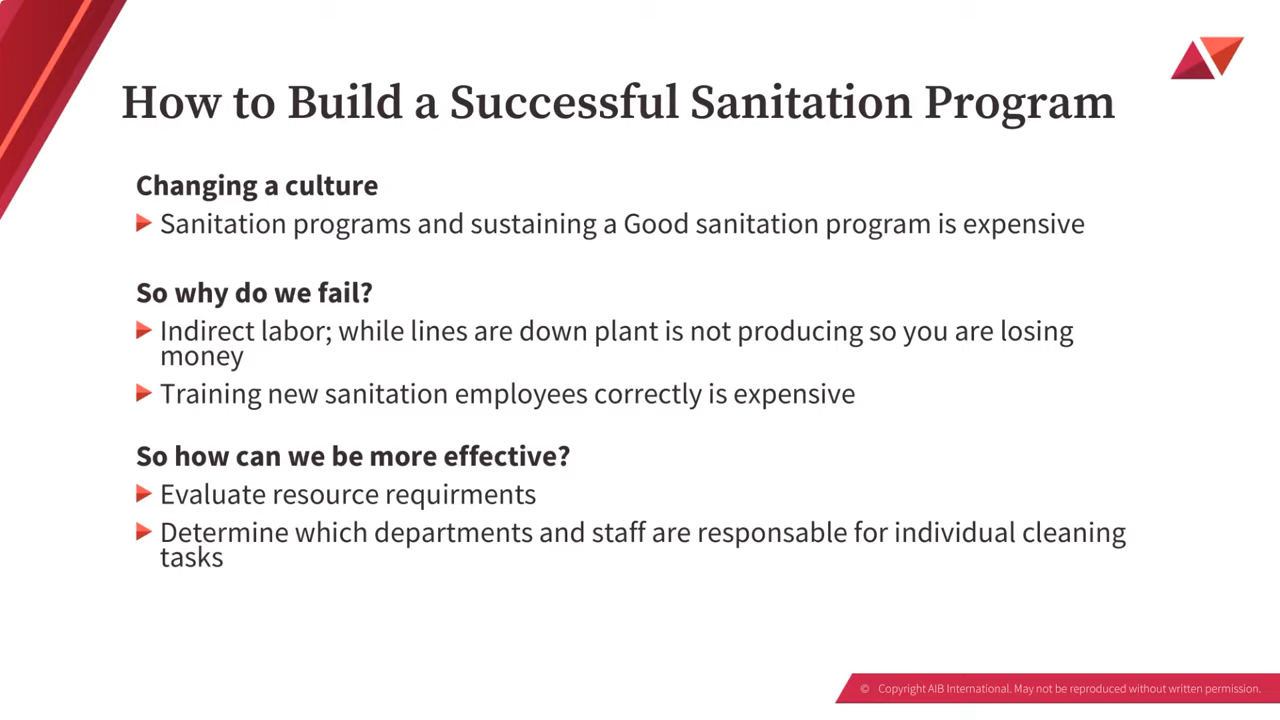 How to Build a Successful Sanitation Program
Changing a culture
Sanitation programs and sustaining a Good sanitation program is expensive
So why do we fail?
Indirect labor; while lines are down plant is not producing so you are losing
money
Training new sanitation employees correctly is expensive
So how can we be more effective?
Evaluate resource requirments
Determine which departments and staff are responsable for individual cleaning
tasks
© Copyright AIB International. May not be reproduced without written permission.